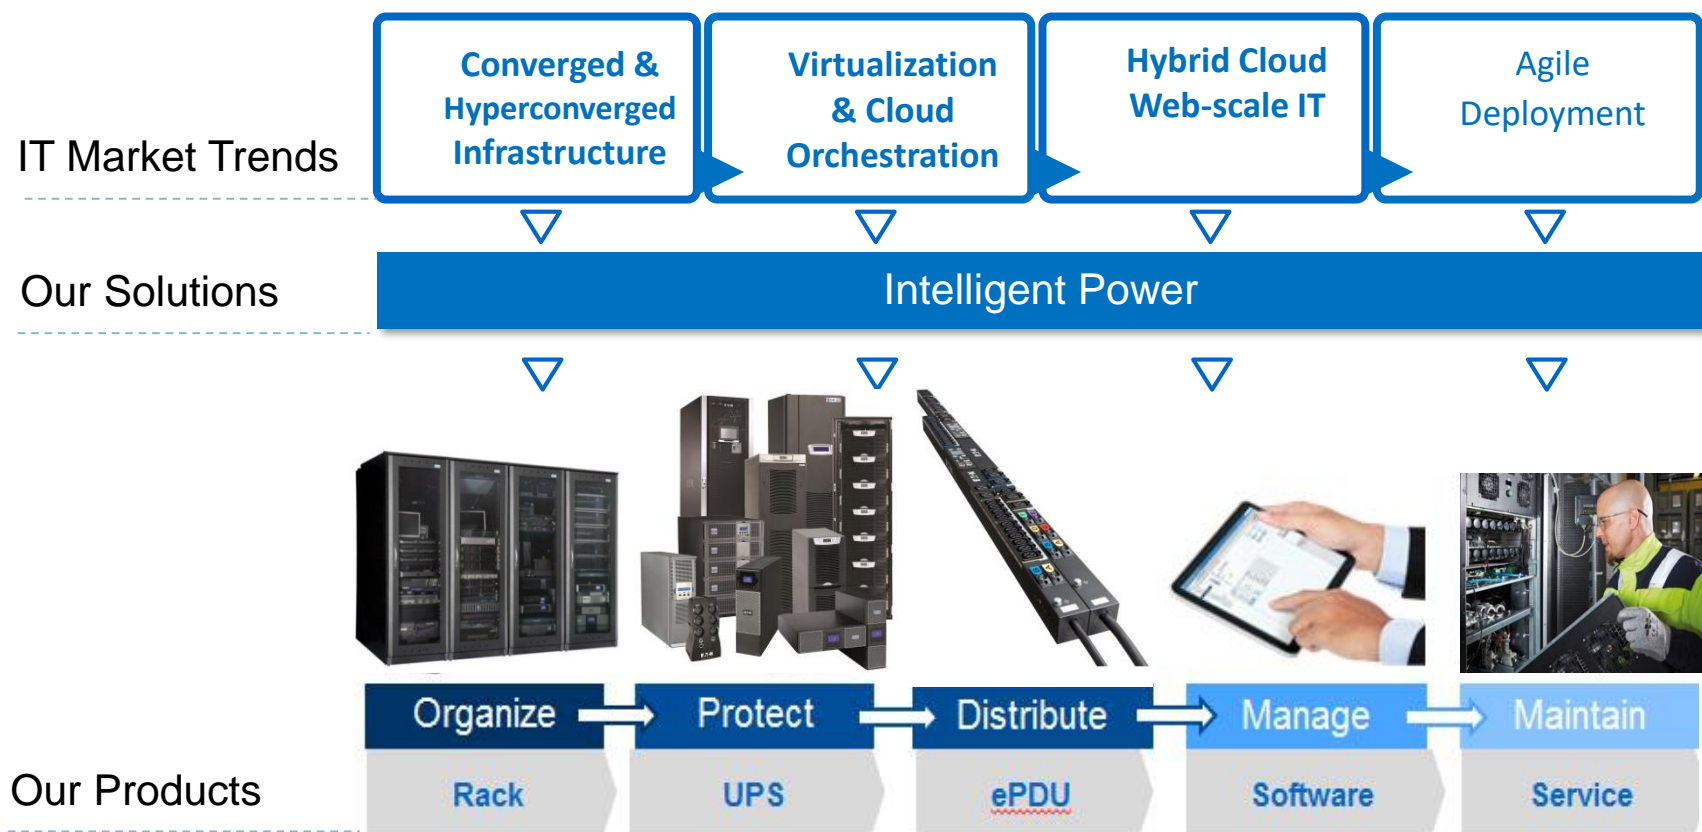 Converged &
Hyperconverged
Infrastructure
Virtualization
& Cloud
Orchestration
Hybrid Cloud
Web-scale IT
Agile
Deployment
IT Market Trends
Our Solutions
Intelligent Power
Organize
Protect
Distribute
Manage
Maintain
Our Products
Rack
UPS
ePDU
Software
Service